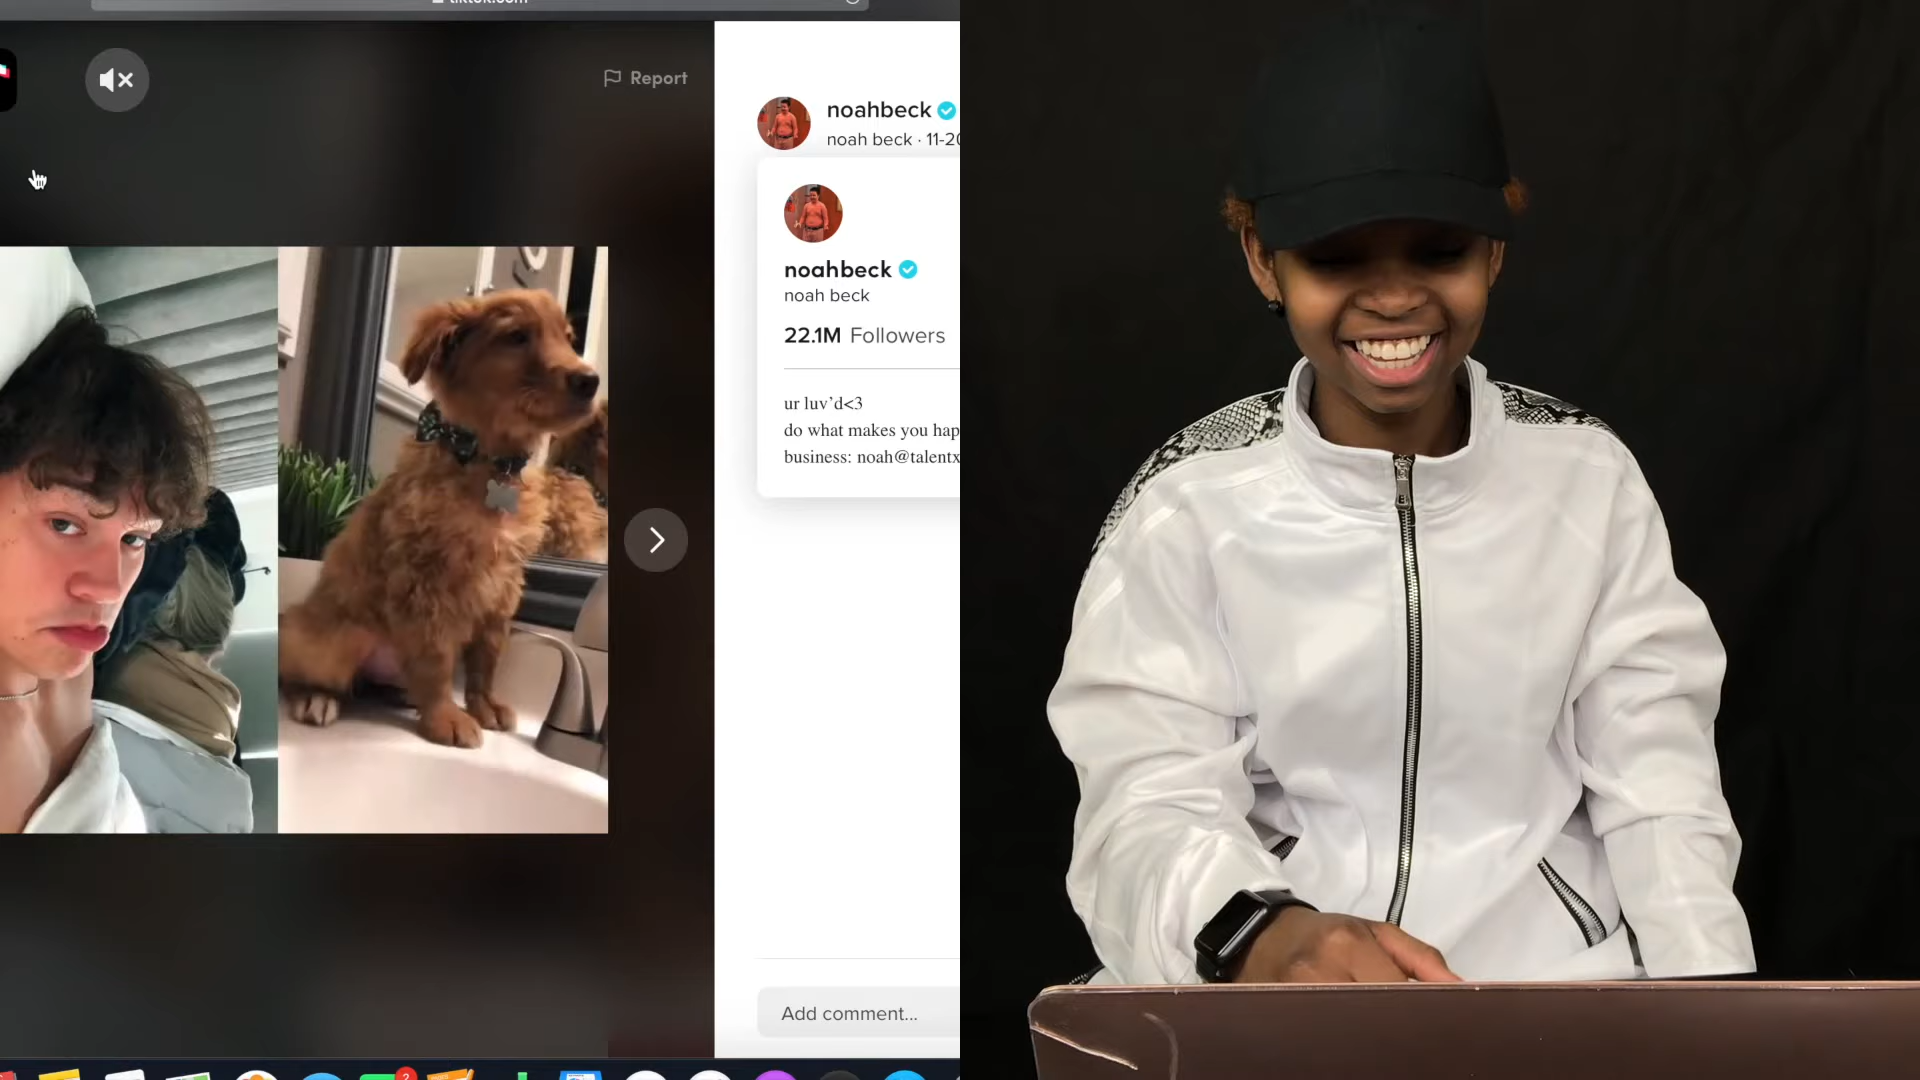 Report
noahbeck
noah beck · 11-20
noahbeck
noah beck
22.1M Followers
ur luv’d<3
do what makes you hap
business: noah@talentx
Add comment...
2